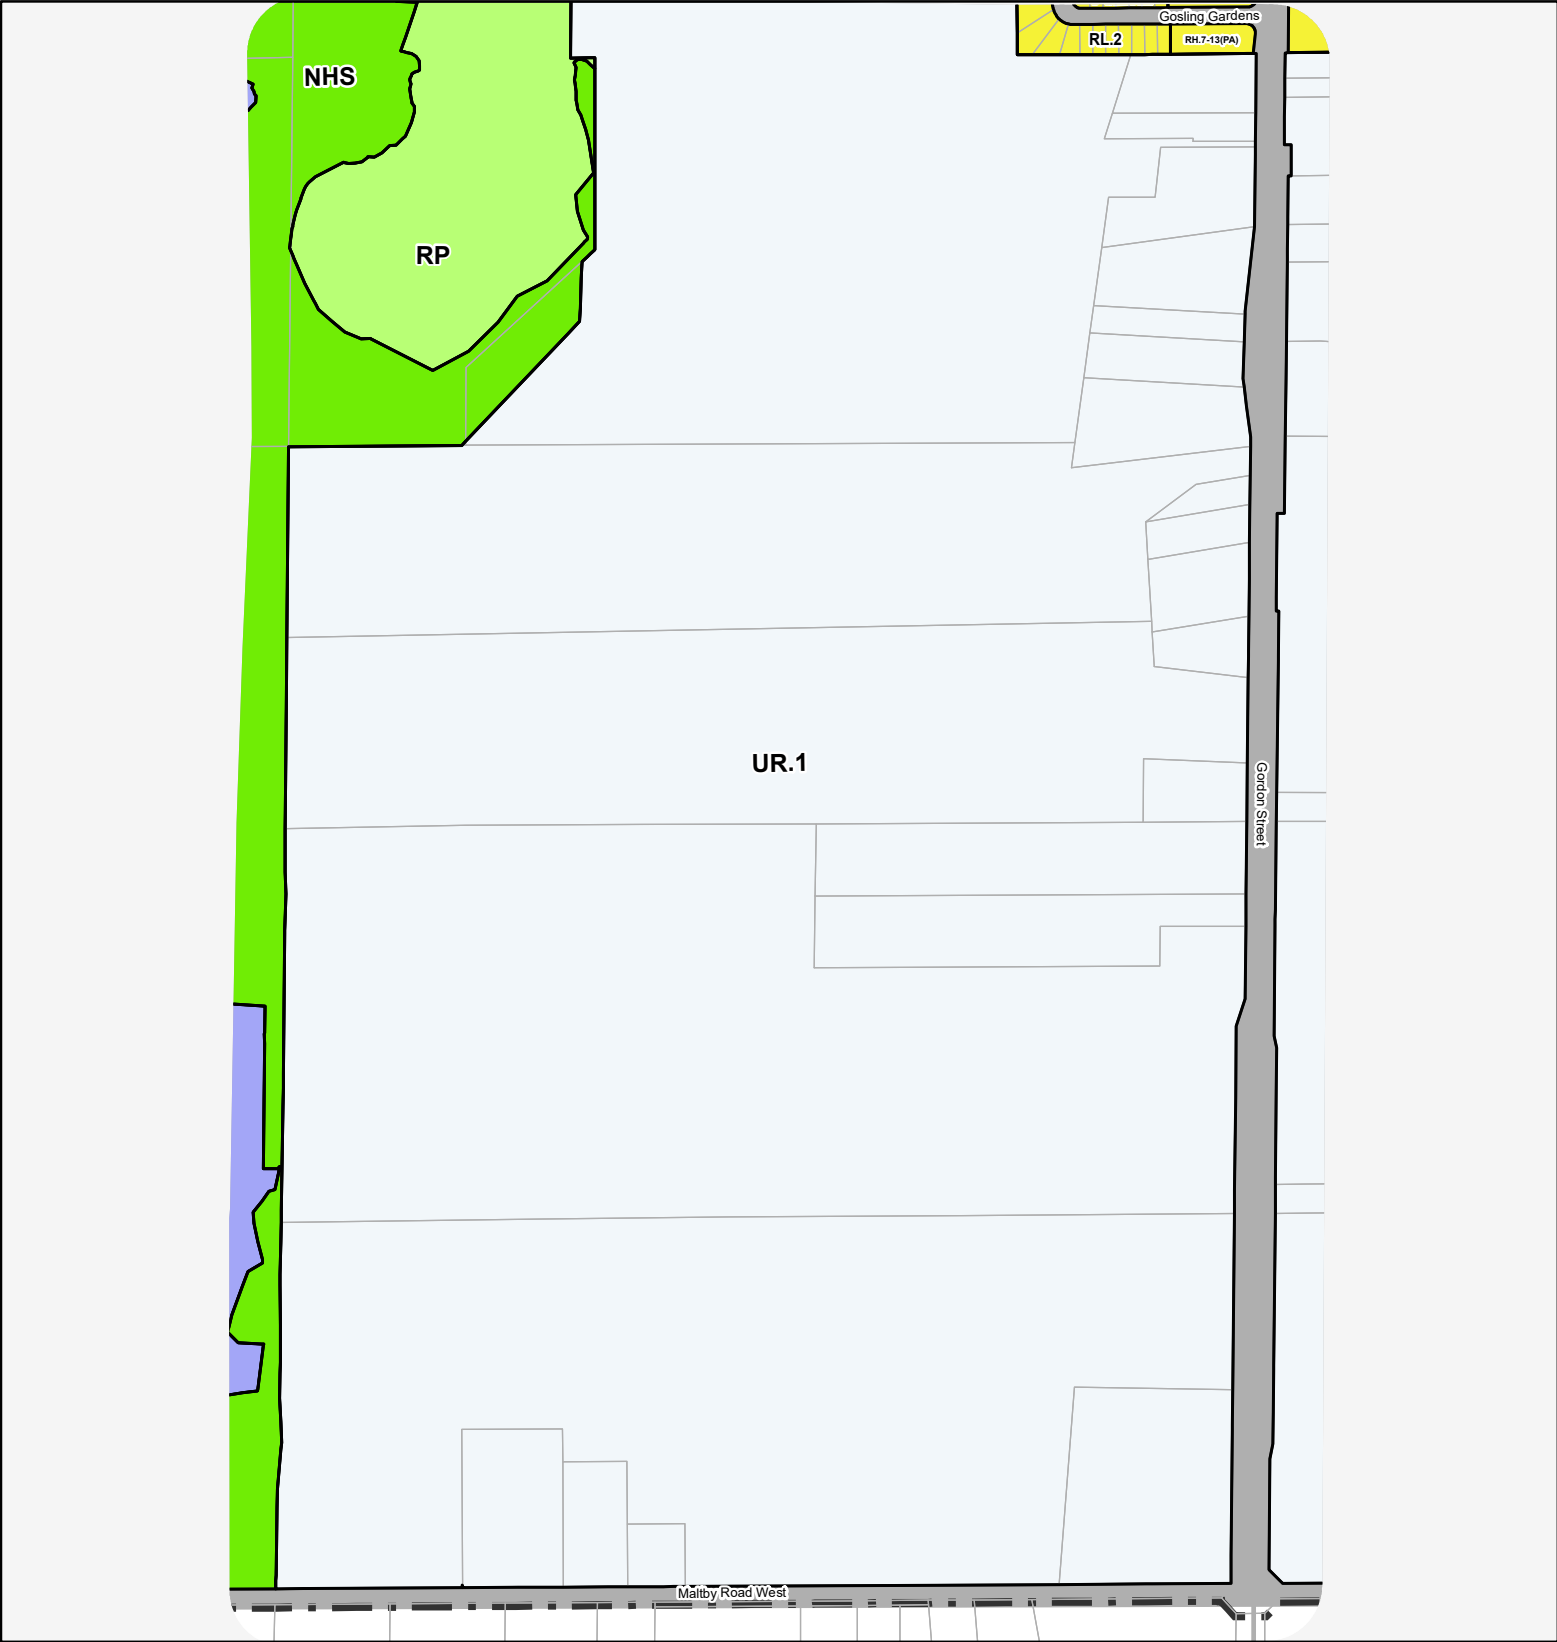 Gosling Gardens
RL.2
RH.7-13(PA)
NHS
RP
UR.1
Gordon Street
Maltby Road West